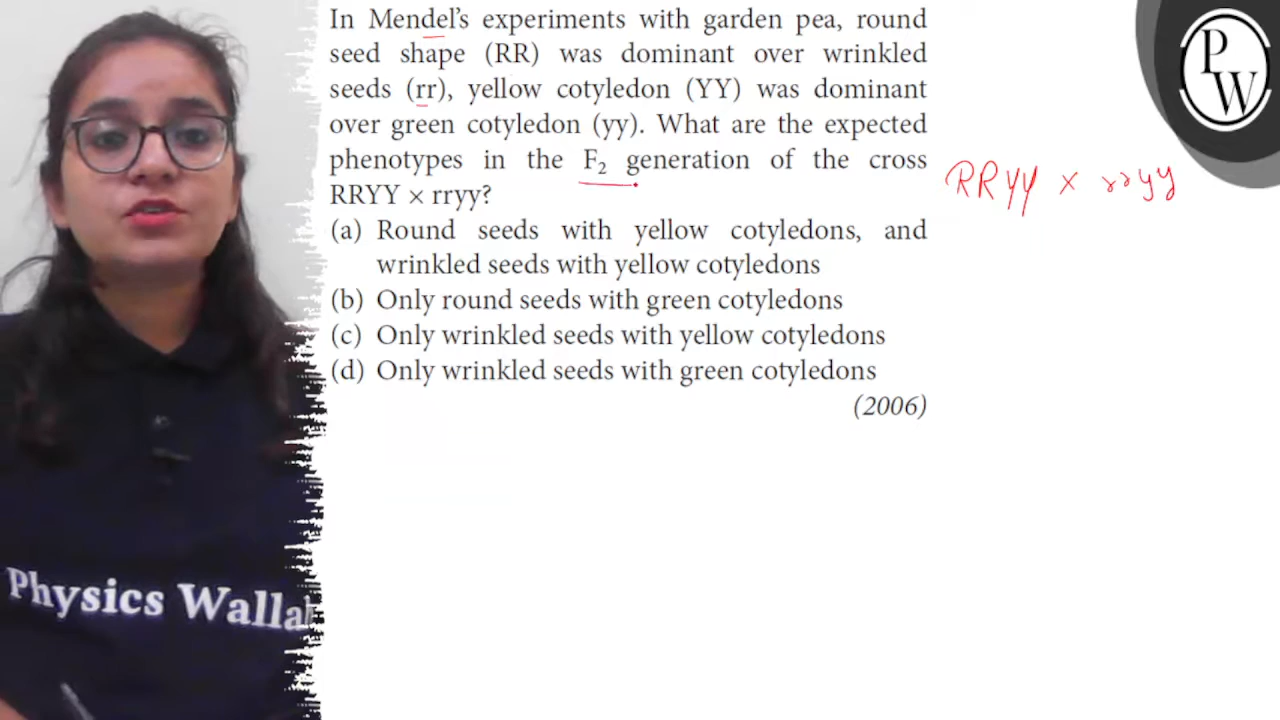 In Mendel's experiments with garden pea, round
seed shape (RR) was dominant over wrinkled
seeds (rr), yellow cotyledon (YY) was dominant
over green cotyledon (yy). What are the expected
phenotypes in the F₂ generation of the cross
RRYY × rryy?
RRYY × rryy
(a) Round seeds with yellow cotyledons, and
wrinkled seeds with yellow cotyledons
(b) Only round seeds with green cotyledons
(c) Only wrinkled seeds with yellow cotyledons
(d) Only wrinkled seeds with green cotyledons
(2006)
PW
Physics Walla